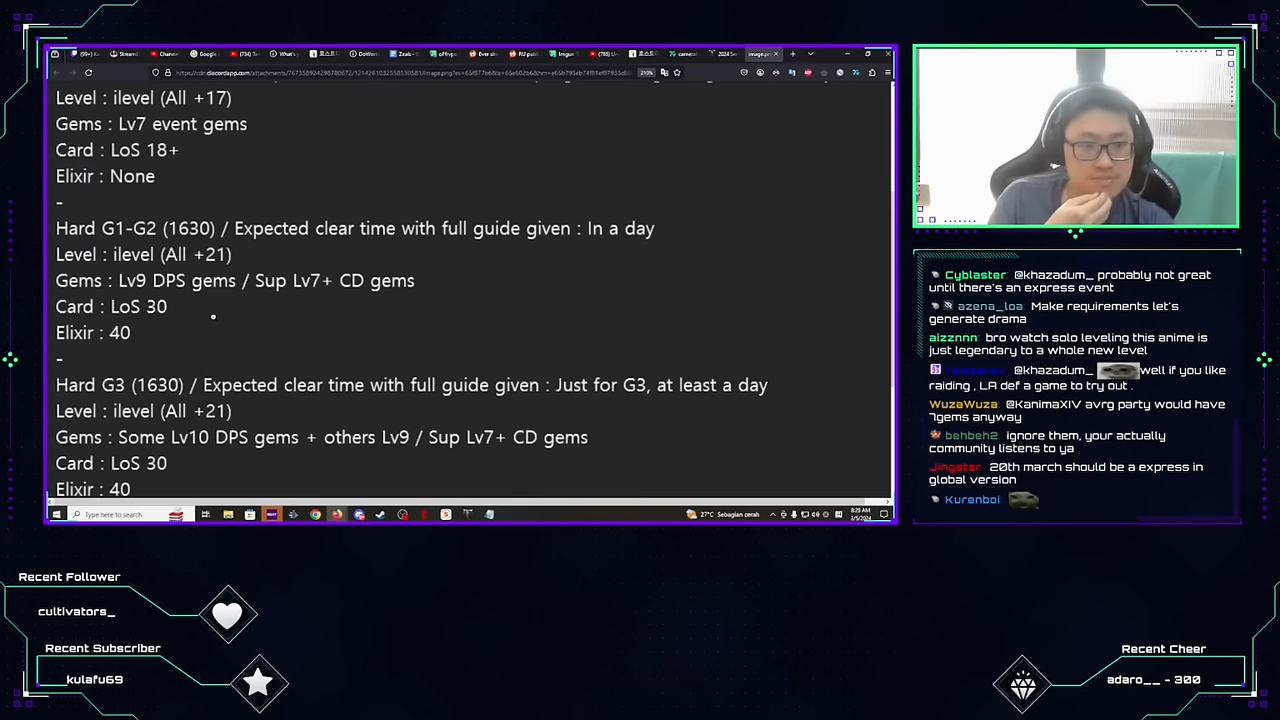 Level : ilevel (All +17)
Gems : Lv7 event gems
Card : LoS 18+
Elixir : None
-
Hard G1-G2 (1630) / Expected clear time with full guide given : In a day
Level : ilevel (All +21)
Gems : Lv9 DPS gems / Sup Lv7+ CD gems
Card : LoS 30
Elixir : 40
-
Hard G3 (1630) / Expected clear time with full guide given : Just for G3, at least a day
Level : ilevel (All +21)
Gems : Some Lv10 DPS gems + others Lv9 / Sup Lv7+ CD gems
Card : LoS 30
Elixir : 40
Type here to search
27°C Sebagian cerah
8:25 AM
Cyblaster: @khazadum_ probably not great
until there's an express event
azena_loa: Make requirements let's
generate drama
aizznnn: bro watch solo leveling this anime is
just legendary to a whole new level
@khazadum_ well if you like
raiding , LA def a game to try out .
WuzaWuza: @KanimaXIV avrg party would have
7gems anyway
behbeh2: ignore them, your actually
community listens to ya
Jingster: 20th march should be a express in
global version
Kurenboi:
Recent Follower
cultivators_
Recent Subscriber
kulafu69
Recent Cheer
adaro__ - 300